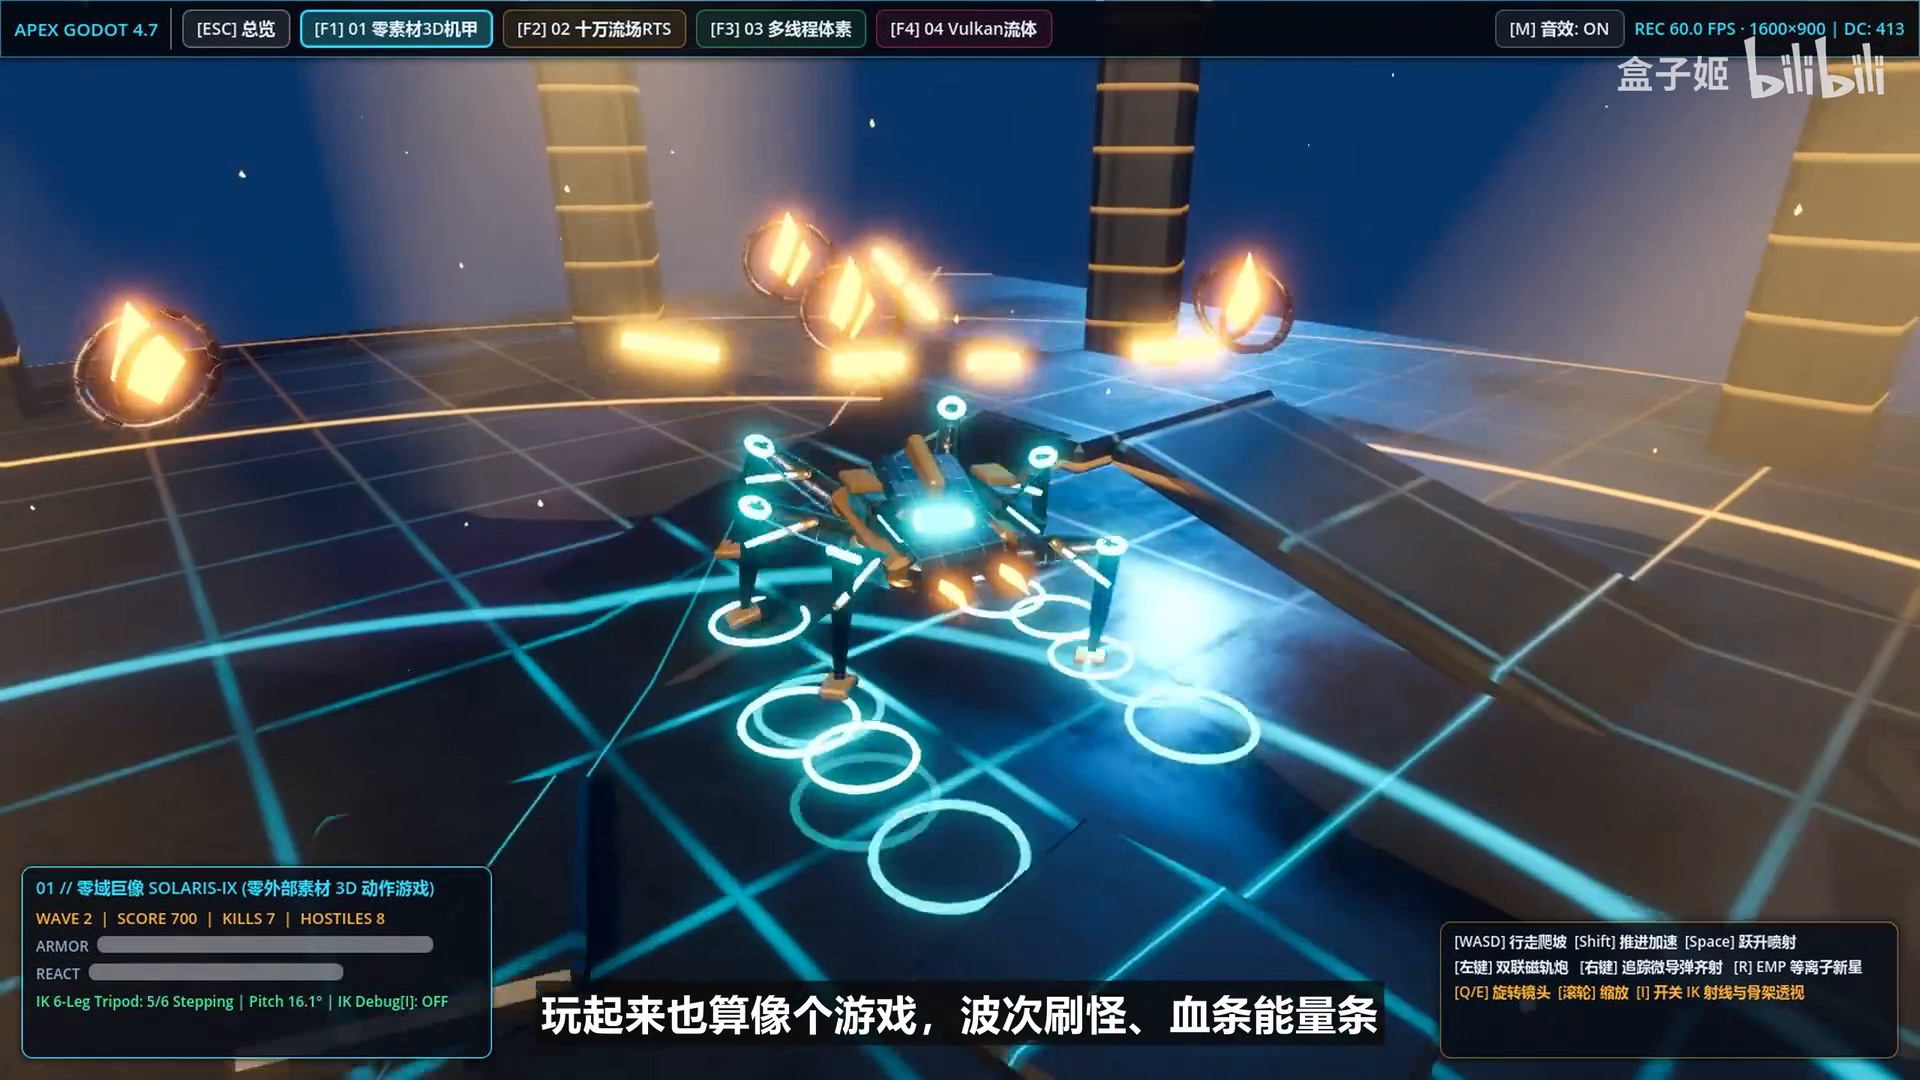 APEX GODOT 4.7
[ESC] 总览
[F1] 01 零素材3D机甲
[F2] 02 十万流场RTS
[F3] 03 多线程体素
[F4] 04 Vulkan流体
[M] 音效: ON
REC 60.0 FPS · 1600×900 | DC: 413
盒子姬 bilibili
01 // 零域巨像 SOLARIS-IX (零外部素材 3D 动作游戏)
WAVE 2 | SCORE 700 | KILLS 7 | HOSTILES 8
ARMOR
REACT
IK 6-Leg Tripod: 5/6 Stepping | Pitch 16.1° | IK Debug[I]: OFF
[WASD] 行走爬坡 [Shift] 推进加速 [Space] 跃升喷射
[左键] 双联磁轨炮 [右键] 追踪微导弹齐射 [R] EMP 等离子新星
[Q/E] 旋转镜头 [滚轮] 缩放 [I] 开关 IK 射线与骨架透视
玩起来也算像个游戏，波次刷怪、血条能量条